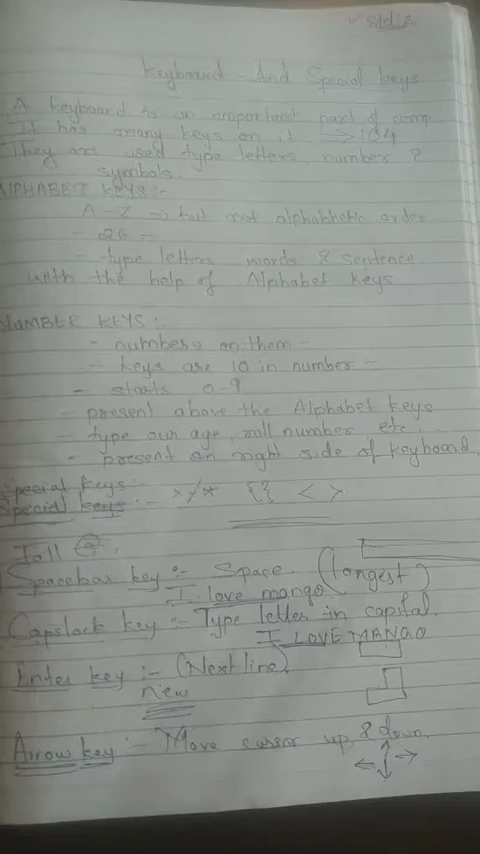 Std:2
Keyboard And Special keys
A keyboard is an important part of comp
It has many keys on it → 104
They are used type letters, number &
symbols.
ALPHABET KEYS:-
A-Z → but not alphabhetic order
- 26 -
- type letters words & sentence
with the help of Alphabet keys
NUMBER KEYS:-
- numbers on them -
- keys are 10 in number -
- starts 0-9
- present above the Alphabet keys
type our age, roll number etc...
- present on right side of keyboard
Special keys:-
Special keys:- * / * {} < >
Tall
Spacebar key:- Space. (longest)
I love mango
Capslock key:- Type letter in capital.
I LOVE MANGO
Enter key:- (Next line)
new
Arrow key:- Move cursor up & down.